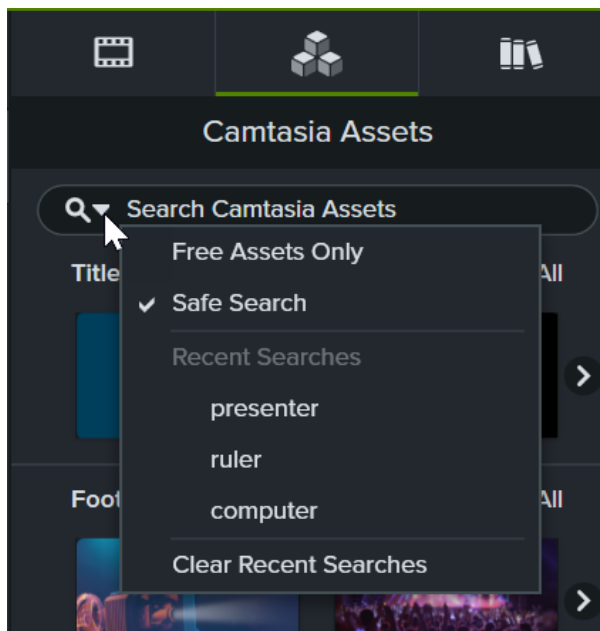 Camtasia Assets
Search Camtasia Assets
Free Assets Only
Title
All
Safe Search
Recent Searches
presenter
ruler
computer
Foot
All
Clear Recent Searches